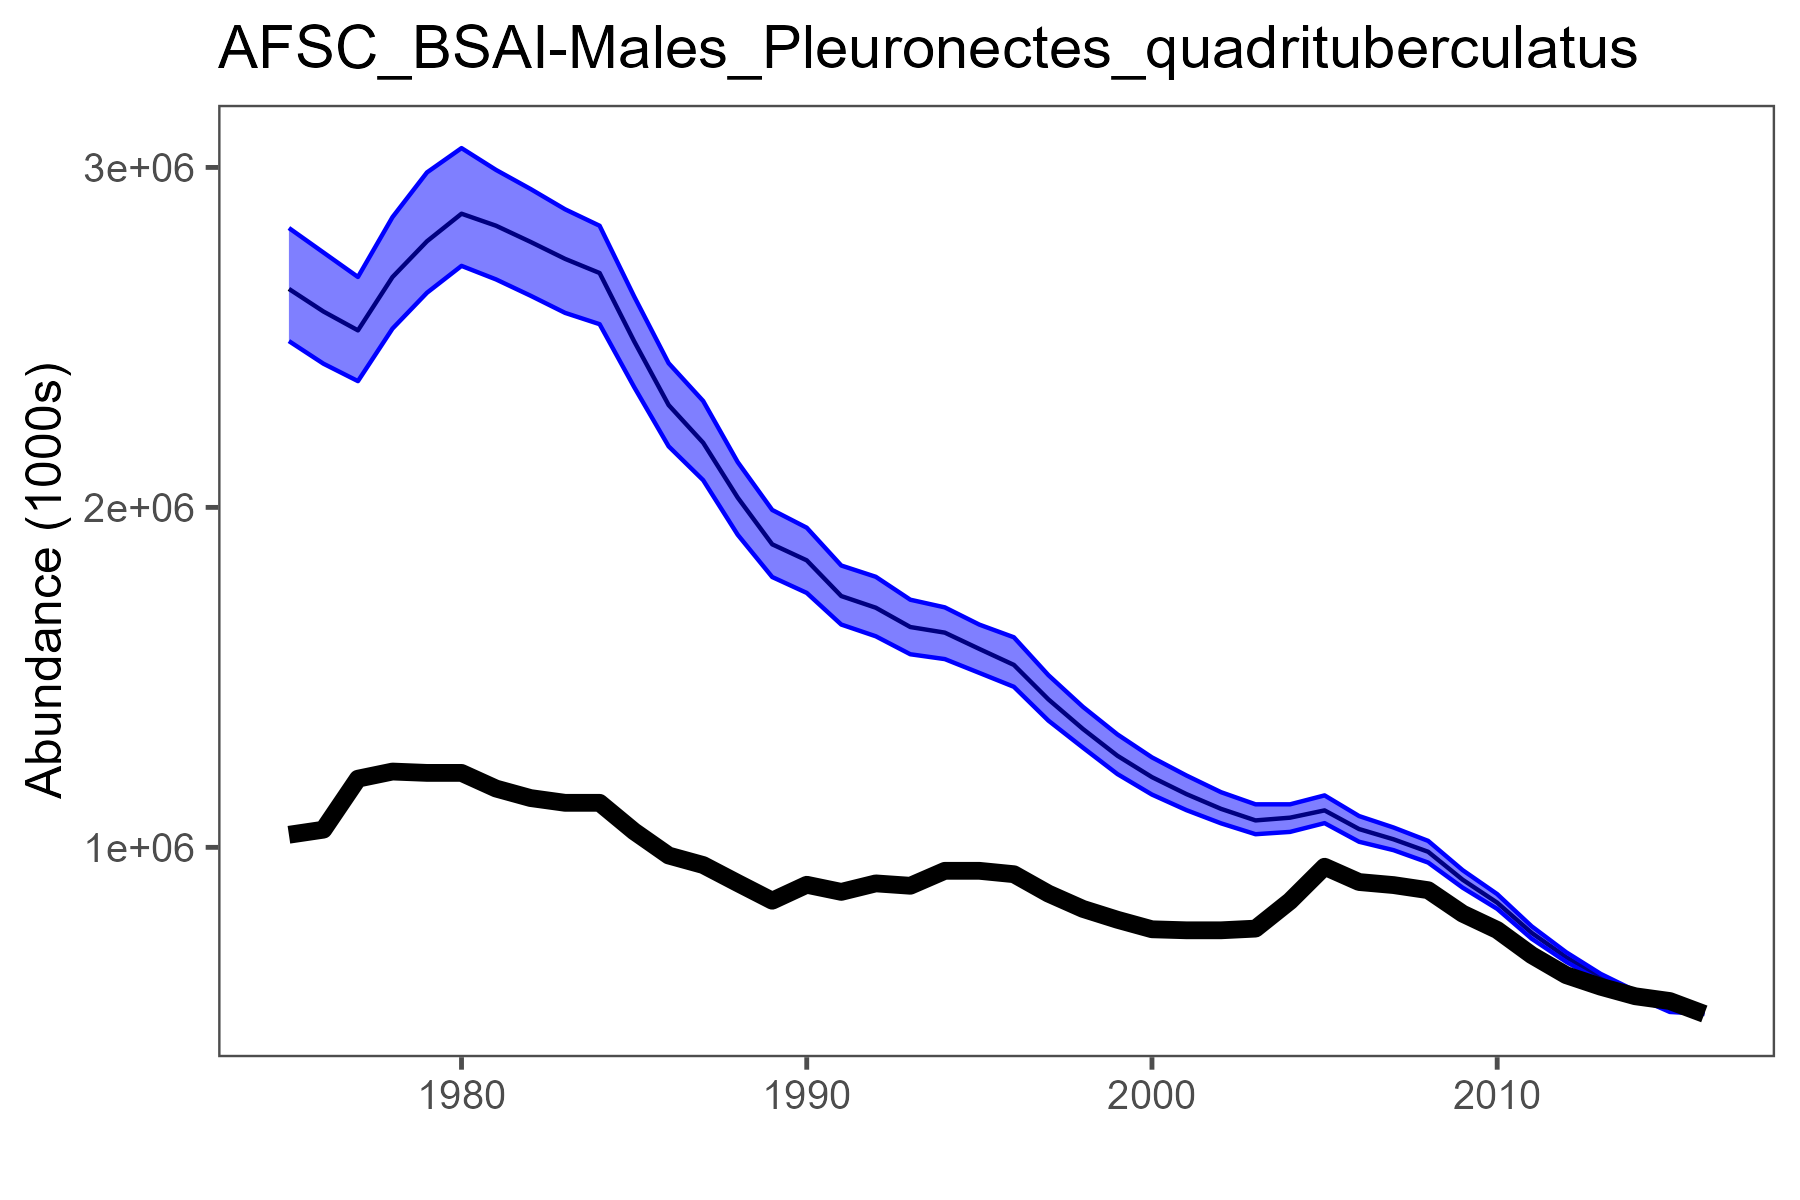 AFSC_BSAI-Males_Pleuronectes_quadrituberculatus
Abundance (1000s)
3e+06
2e+06
1e+06
1980
1990
2000
2010